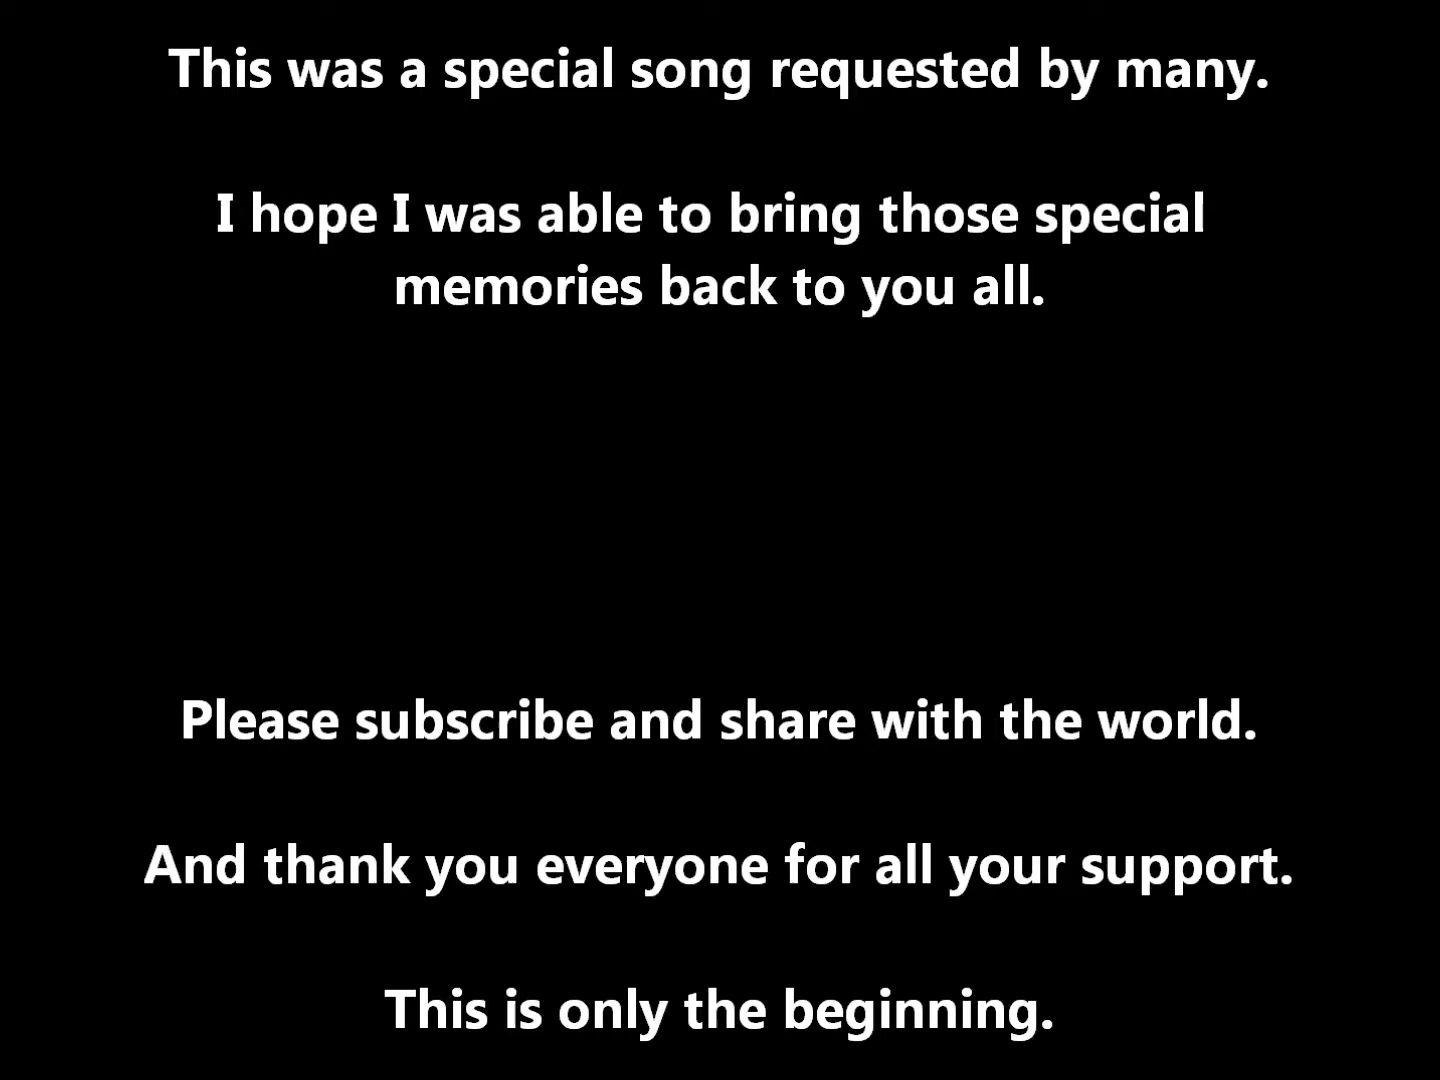 This was a special song requested by many.
I hope I was able to bring those special
memories back to you all.
Please subscribe and share with the world.
And thank you everyone for all your support.
This is only the beginning.